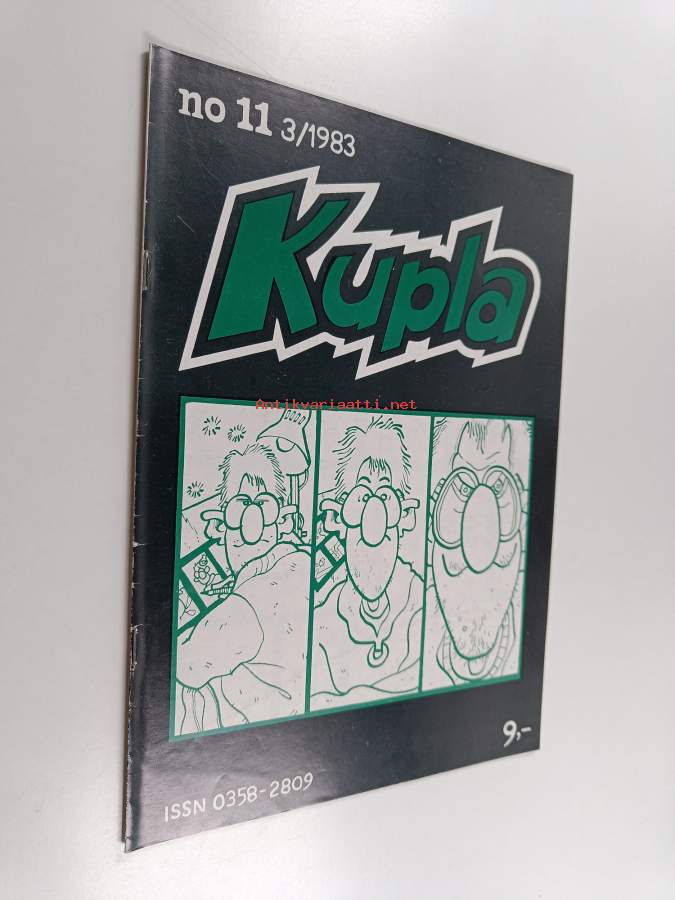 no 11 3/1983
Kupla
Antikvariaatti.net
9,-
ISSN 0358-2809